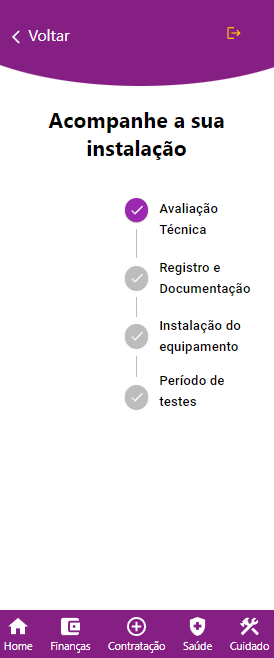 Voltar
Acompanhe a sua
instalação
Avaliação
Técnica
Registro e
Documentação
Instalação do
equipamento
Período de
testes
Home Finanças Contratação Saúde Cuidado